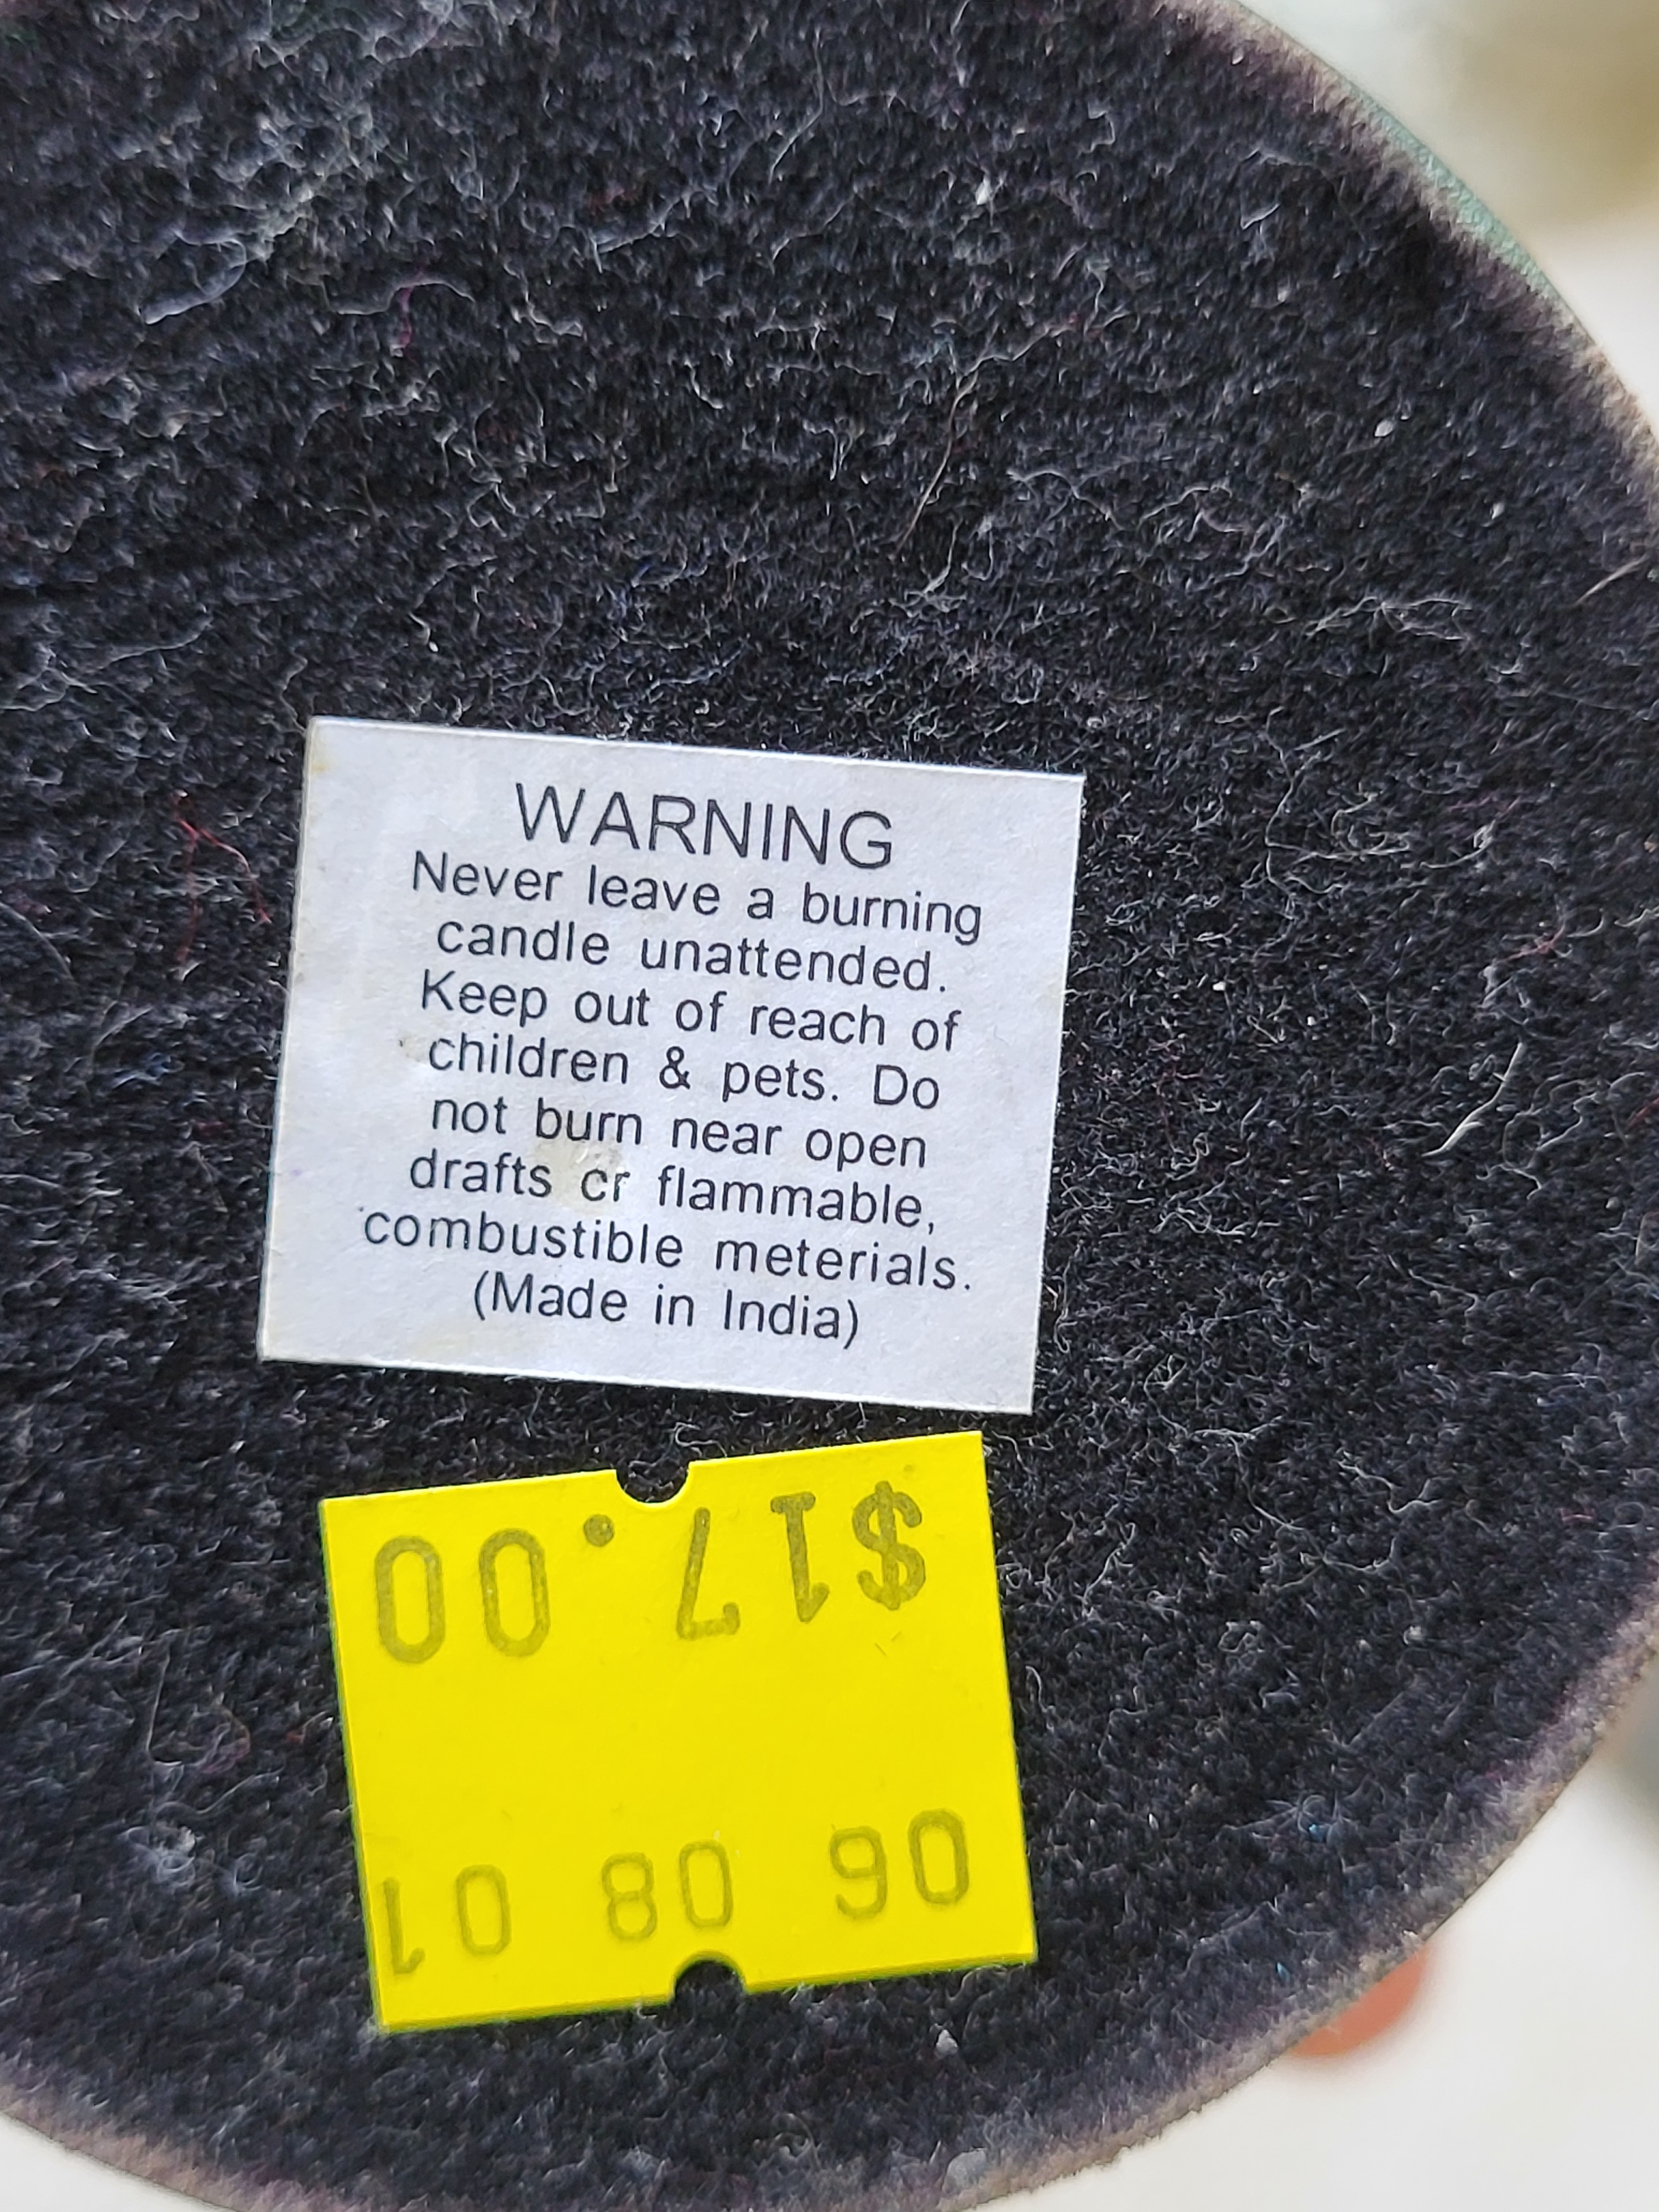 WARNING
Never leave a burning
candle unattended.
Keep out of reach of
children & pets. Do
not burn near open
drafts or flammable,
combustible meterials.
(Made in India)
06 08 01
$17.00